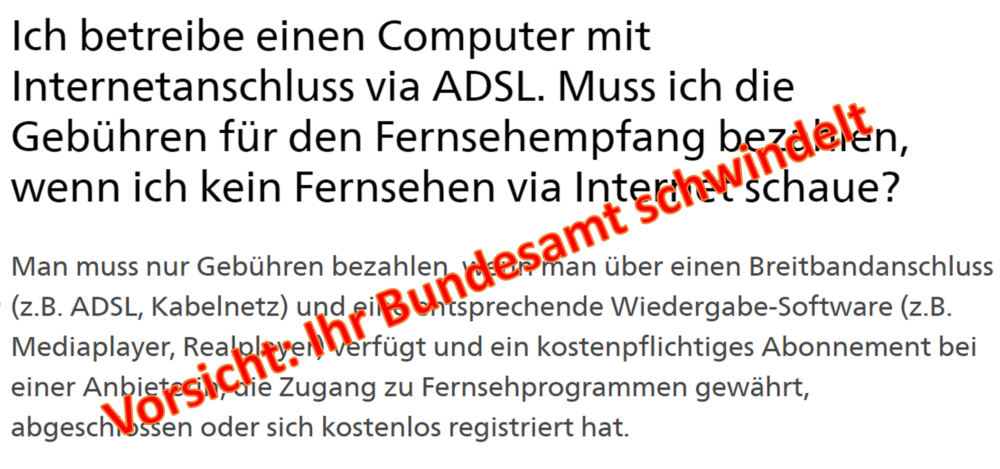 Ich betreibe einen Computer mit
Internetanschluss via ADSL. Muss ich die
Gebühren für den Fernsehempfang bezahlen,
wenn ich kein Fernsehen via Internet schaue?
Man muss nur Gebühren bezahlen, wenn man über einen Breitbandanschluss
(z.B. ADSL, Kabelnetz) und eine entsprechende Wiedergabe-Software (z.B.
Mediaplayer, Realplayer) verfügt und ein kostenpflichtiges Abonnement bei
einer Anbieterin, die Zugang zu Fernsehprogrammen gewährt,
abgeschlossen oder sich kostenlos registriert hat.
Vorsicht: Ihr Bundesamt schwindelt